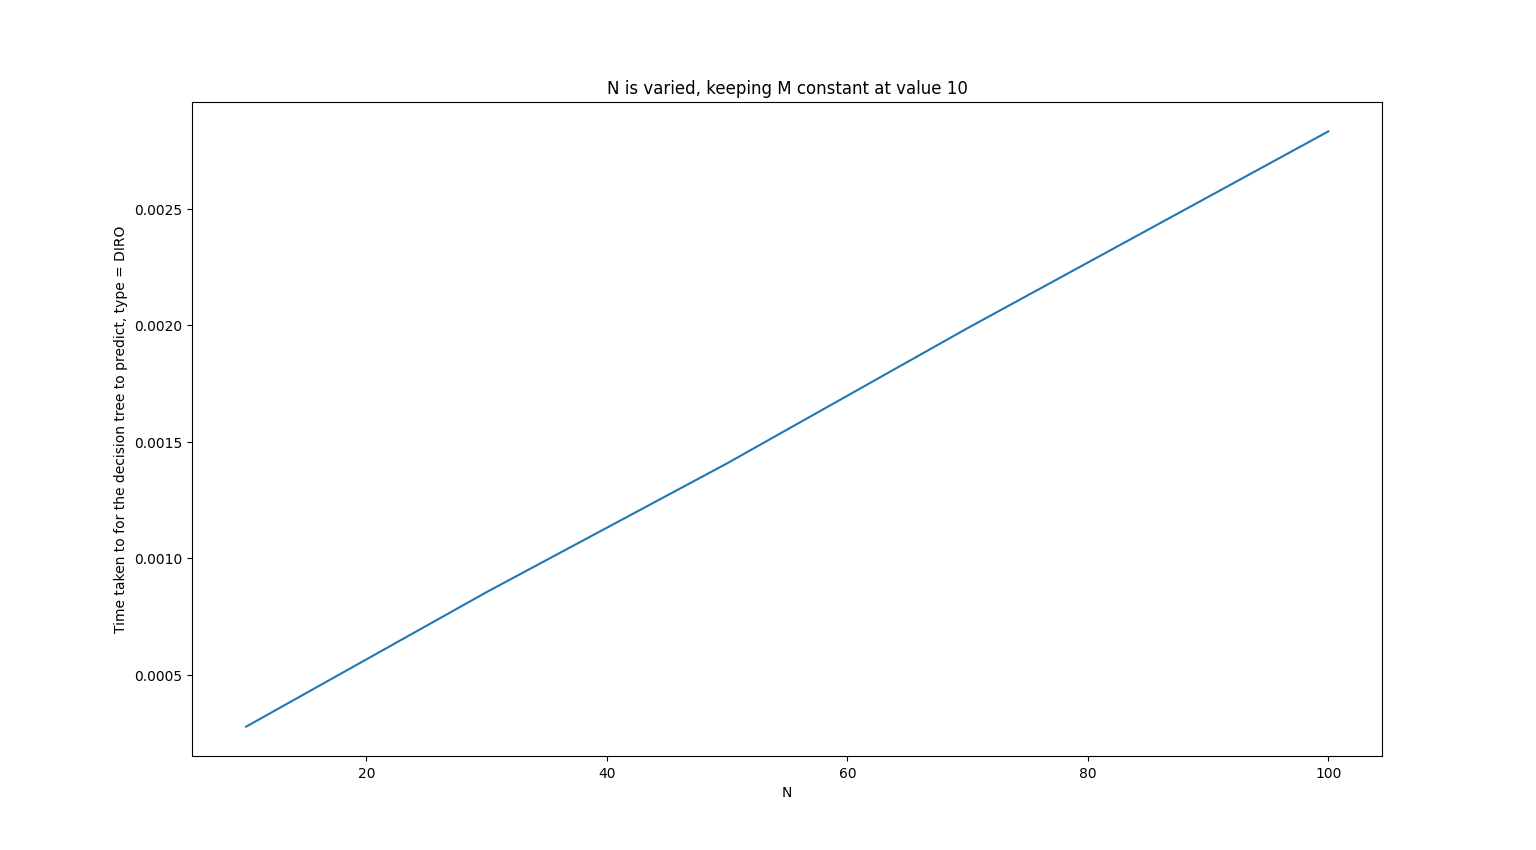 N is varied, keeping M constant at value 10
Time taken to for the decision tree to predict, type = DIRO
0.0025
0.0020
0.0015
0.0010
0.0005
20 40 60 80 100
N